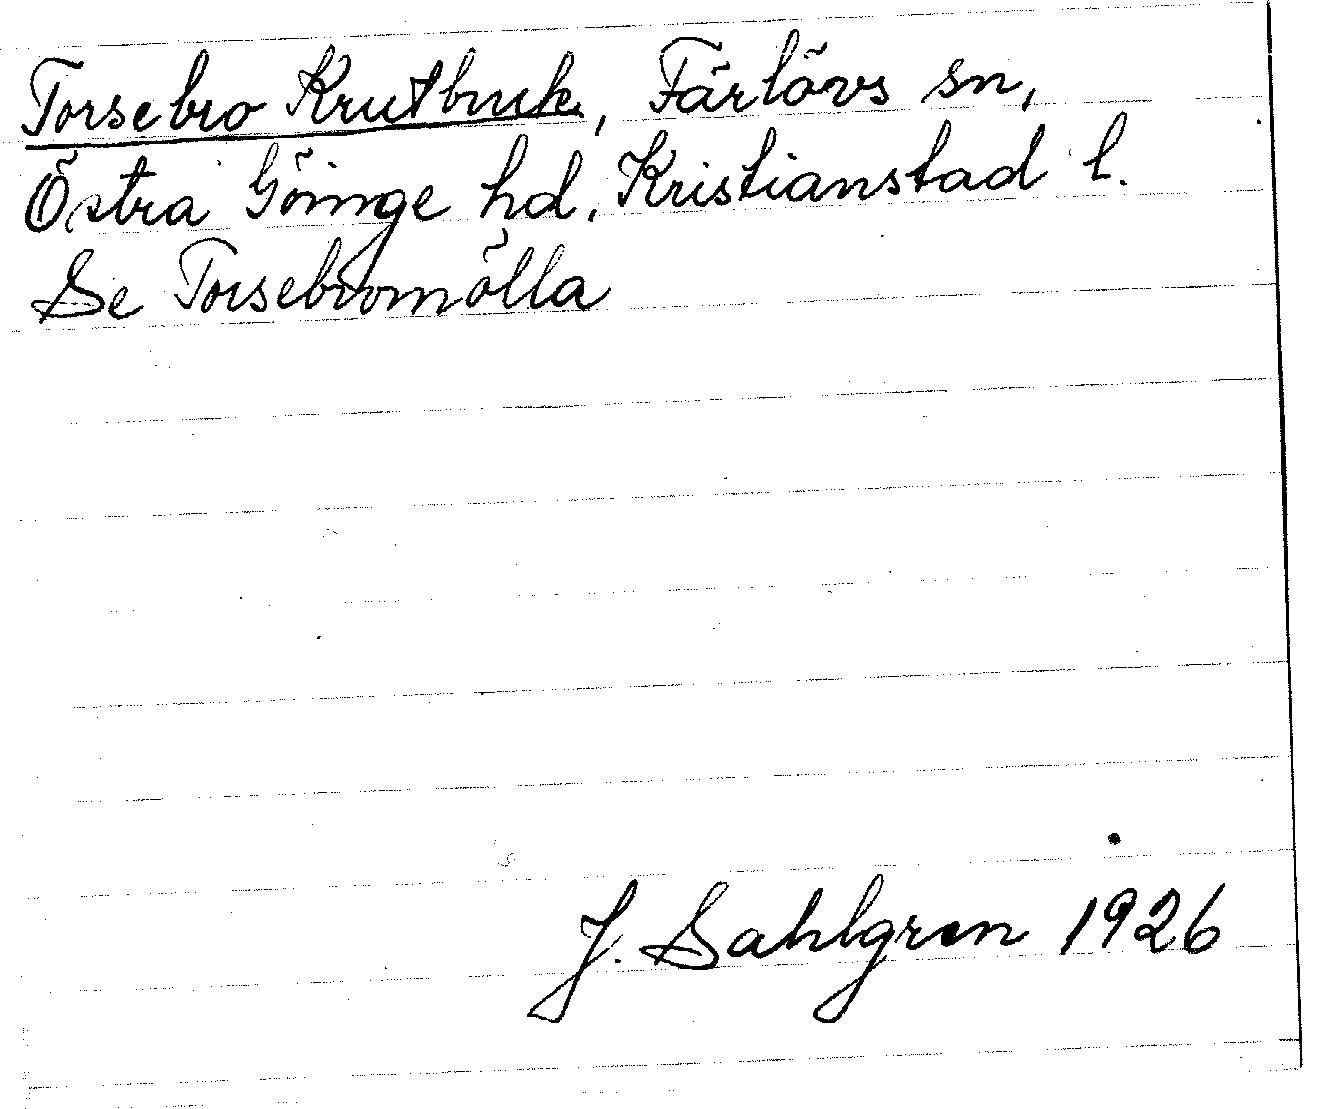 Torsebro Krutbruk, Färlövs sn,
Östra Göinge hd. Kristianstad l.
Se Torsebromölla
J. Sahlgren 1926